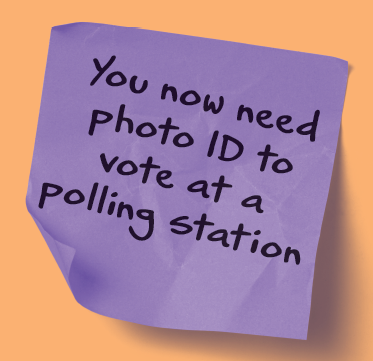 You now need
photo ID to
vote at a
polling station